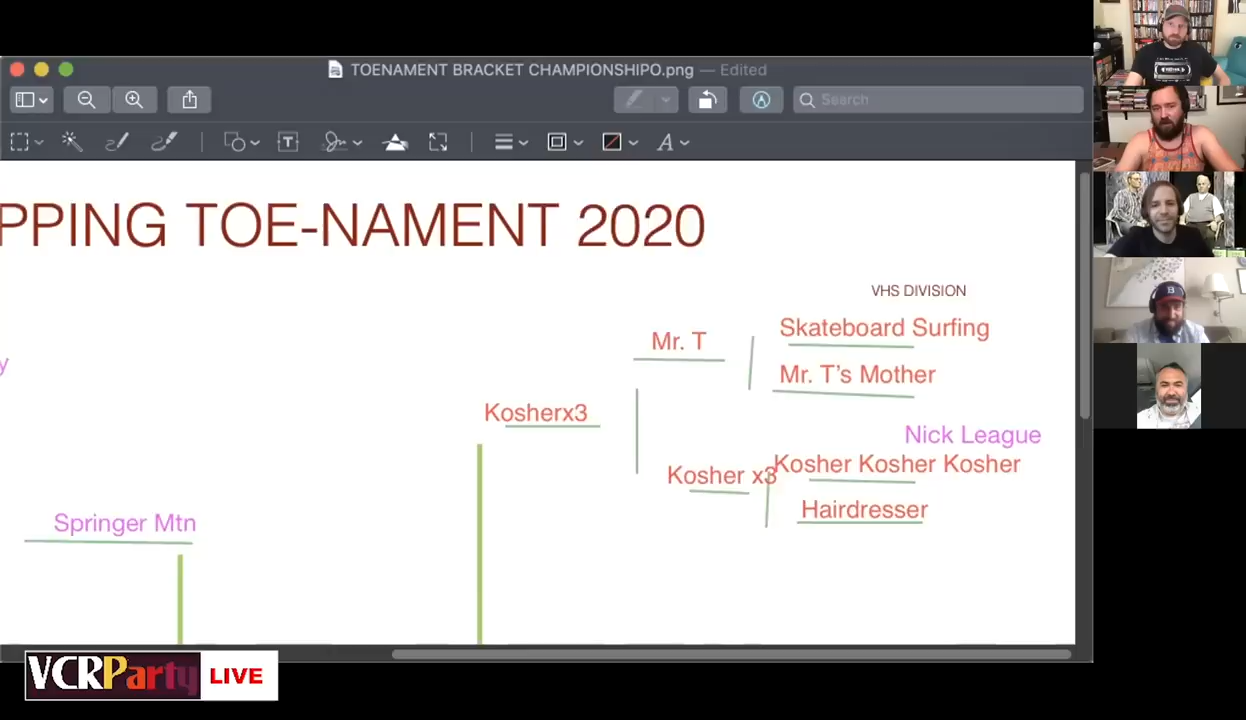 TOENAMENT BRACKET CHAMPIONSHIPO.png — Edited
Search
PPING TOE-NAMENT 2020
VHS DIVISION
Skateboard Surfing
Mr. T
y
Mr. T's Mother
Kosherx3
Nick League
Kosher Kosher Kosher
Kosher x3
Hairdresser
Springer Mtn
VCRParty LIVE